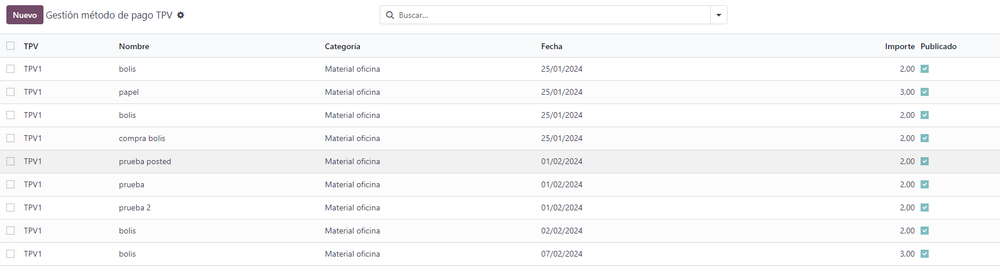 Nuevo Gestión método de pago TPV Buscar...
TPV Nombre Categoría Fecha Importe Publicado
TPV1 bolis Material oficina 25/01/2024 2,00
TPV1 papel Material oficina 25/01/2024 3,00
TPV1 bolis Material oficina 25/01/2024 2,00
TPV1 compra bolis Material oficina 25/01/2024 2,00
TPV1 prueba posted Material oficina 01/02/2024 2,00
TPV1 prueba Material oficina 01/02/2024 2,00
TPV1 prueba 2 Material oficina 01/02/2024 2,00
TPV1 bolis Material oficina 02/02/2024 2,00
TPV1 bolis Material oficina 07/02/2024 3,00